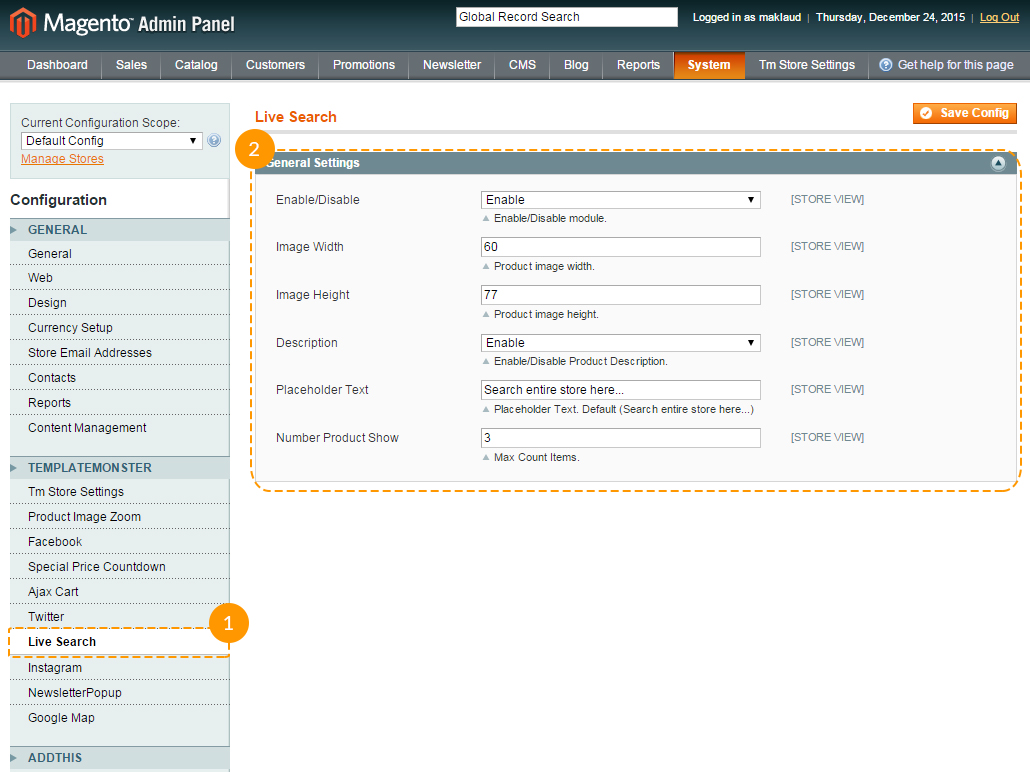 Magento Admin Panel
Global Record Search
Logged in as maklaud | Thursday, December 24, 2015 | Log Out
Dashboard Sales Catalog Customers Promotions Newsletter CMS Blog Reports System Tm Store Settings Get help for this page
Current Configuration Scope:
Default Config
Manage Stores
Configuration
GENERAL
General
Web
Design
Currency Setup
Store Email Addresses
Contacts
Reports
Content Management
TEMPLATEMONSTER
Tm Store Settings
Product Image Zoom
Facebook
Special Price Countdown
Ajax Cart
Twitter
1
Live Search
Instagram
NewsletterPopup
Google Map
ADDTHIS
Live Search
Save Config
2
General Settings
Enable/Disable Enable [STORE VIEW]
Enable/Disable module.
Image Width 60 [STORE VIEW]
Product image width.
Image Height 77 [STORE VIEW]
Product image height.
Description Enable [STORE VIEW]
Enable/Disable Product Description.
Placeholder Text Search entire store here... [STORE VIEW]
Placeholder Text. Default (Search entire store here...)
Number Product Show 3 [STORE VIEW]
Max Count Items.